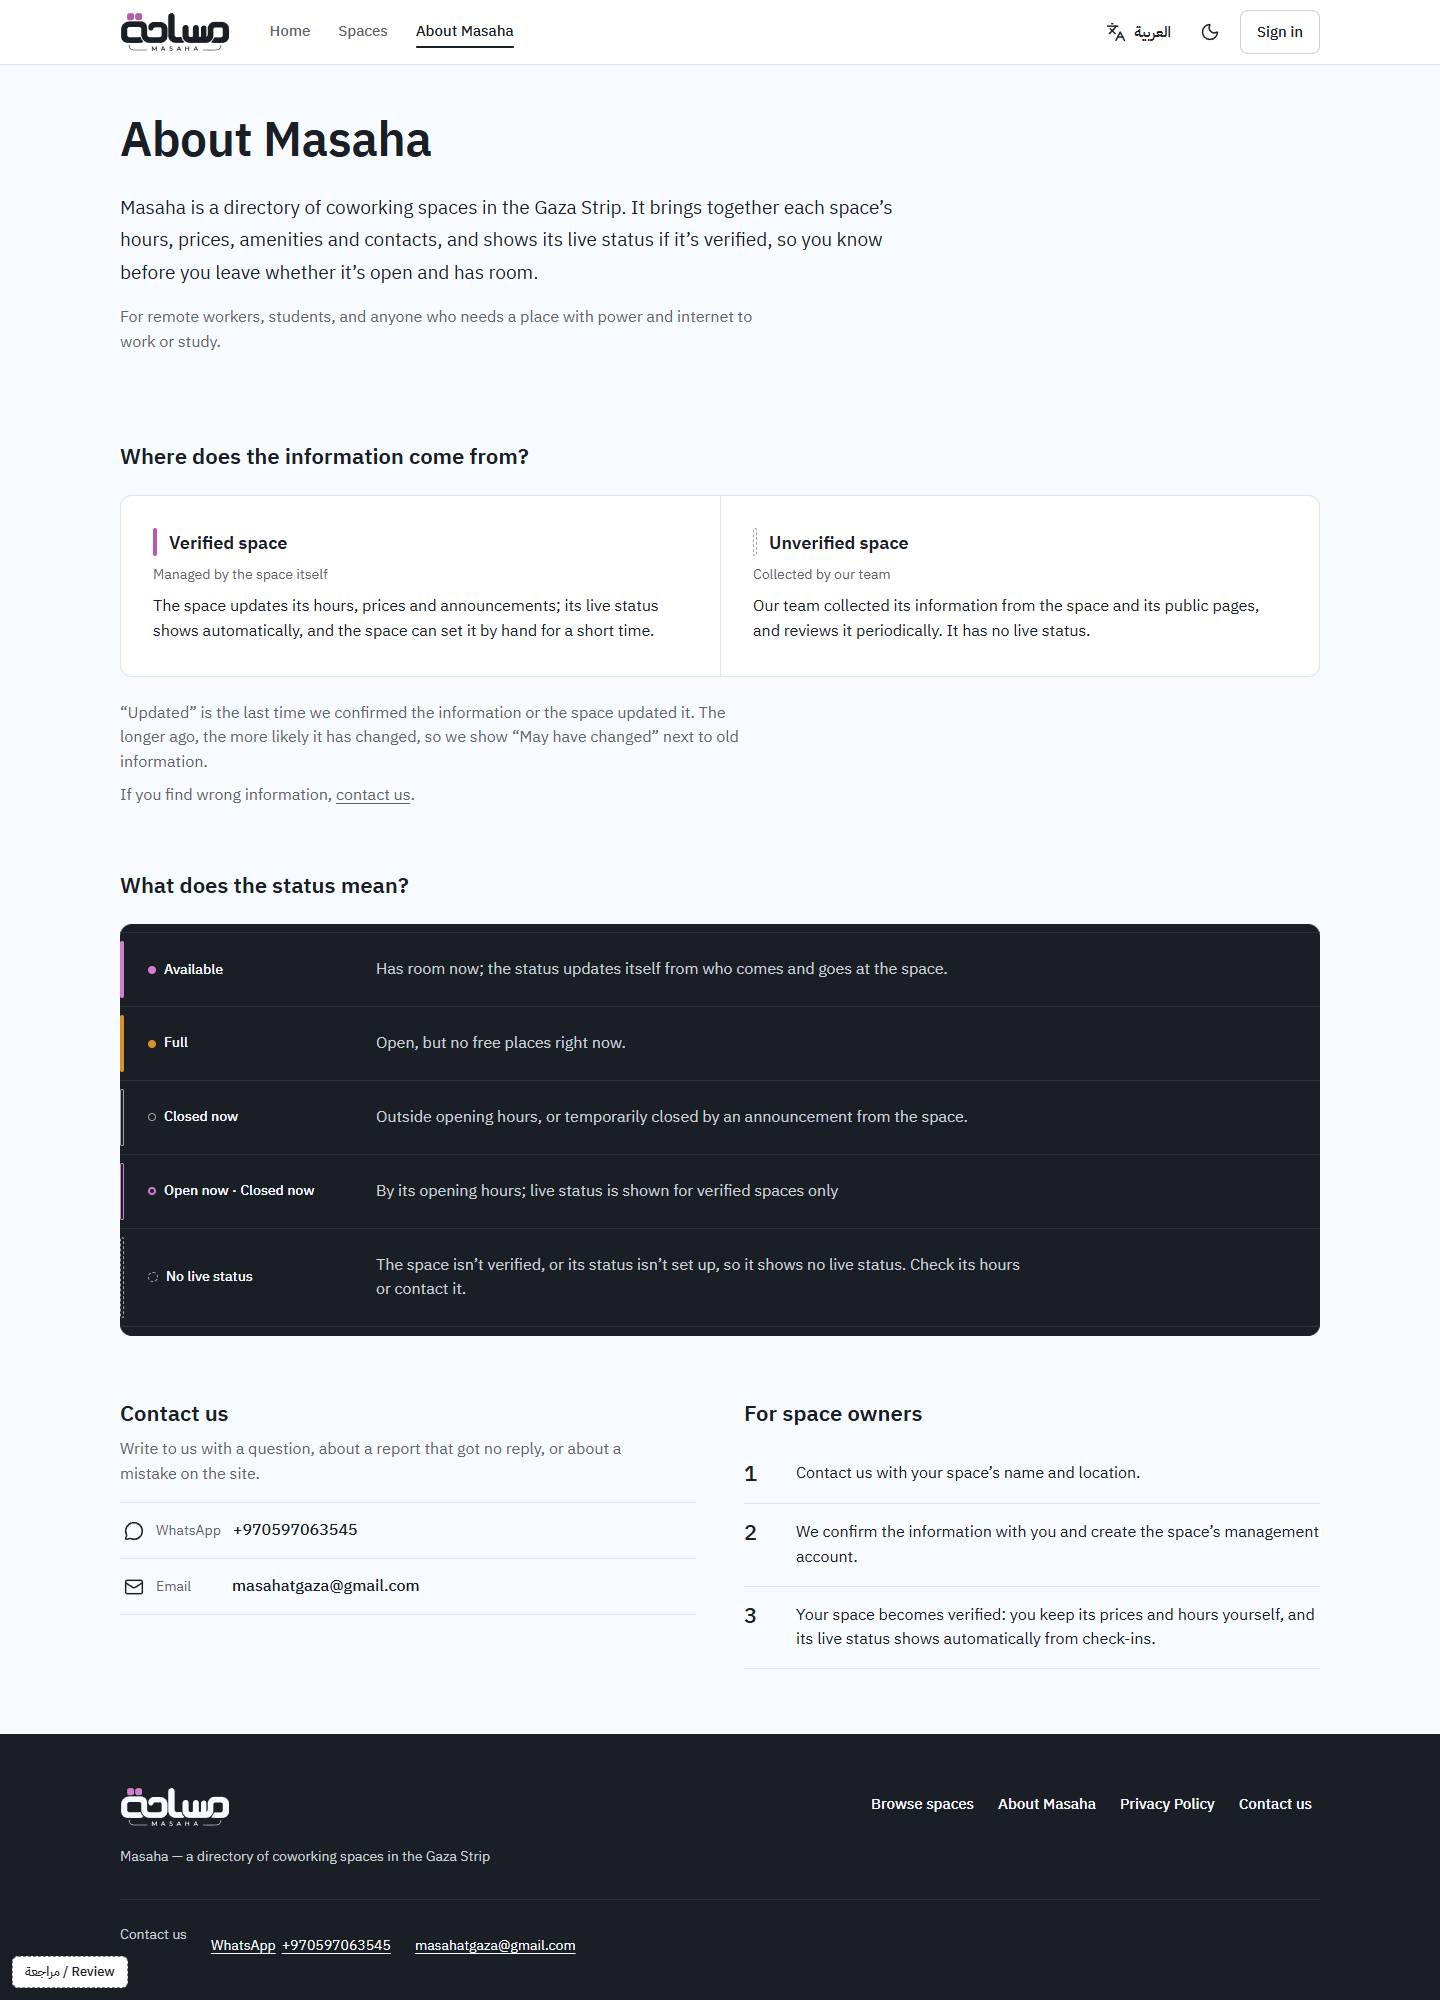 مساحة
MASAHA
Home
Spaces
About Masaha
العربية
Sign in
About Masaha
Masaha is a directory of coworking spaces in the Gaza Strip. It brings together each space’s
hours, prices, amenities and contacts, and shows its live status if it’s verified, so you know
before you leave whether it’s open and has room.
For remote workers, students, and anyone who needs a place with power and internet to
work or study.
Where does the information come from?
Verified space
Managed by the space itself
The space updates its hours, prices and announcements; its live status
shows automatically, and the space can set it by hand for a short time.
Unverified space
Collected by our team
Our team collected its information from the space and its public pages,
and reviews it periodically. It has no live status.
“Updated” is the last time we confirmed the information or the space updated it. The
longer ago, the more likely it has changed, so we show “May have changed” next to old
information.
If you find wrong information, contact us.
What does the status mean?
Available
Has room now; the status updates itself from who comes and goes at the space.
Full
Open, but no free places right now.
Closed now
Outside opening hours, or temporarily closed by an announcement from the space.
Open now · Closed now
By its opening hours; live status is shown for verified spaces only
No live status
The space isn’t verified, or its status isn’t set up, so it shows no live status. Check its hours
or contact it.
Contact us
Write to us with a question, about a report that got no reply, or about a
mistake on the site.
WhatsApp +970597063545
Email masahatgaza@gmail.com
For space owners
1 Contact us with your space’s name and location.
2 We confirm the information with you and create the space’s management
account.
3 Your space becomes verified: you keep its prices and hours yourself, and
its live status shows automatically from check-ins.
مساحة
MASAHA
Browse spaces
About Masaha
Privacy Policy
Contact us
Masaha — a directory of coworking spaces in the Gaza Strip
Contact us
WhatsApp +970597063545
masahatgaza@gmail.com
مراجعة / Review